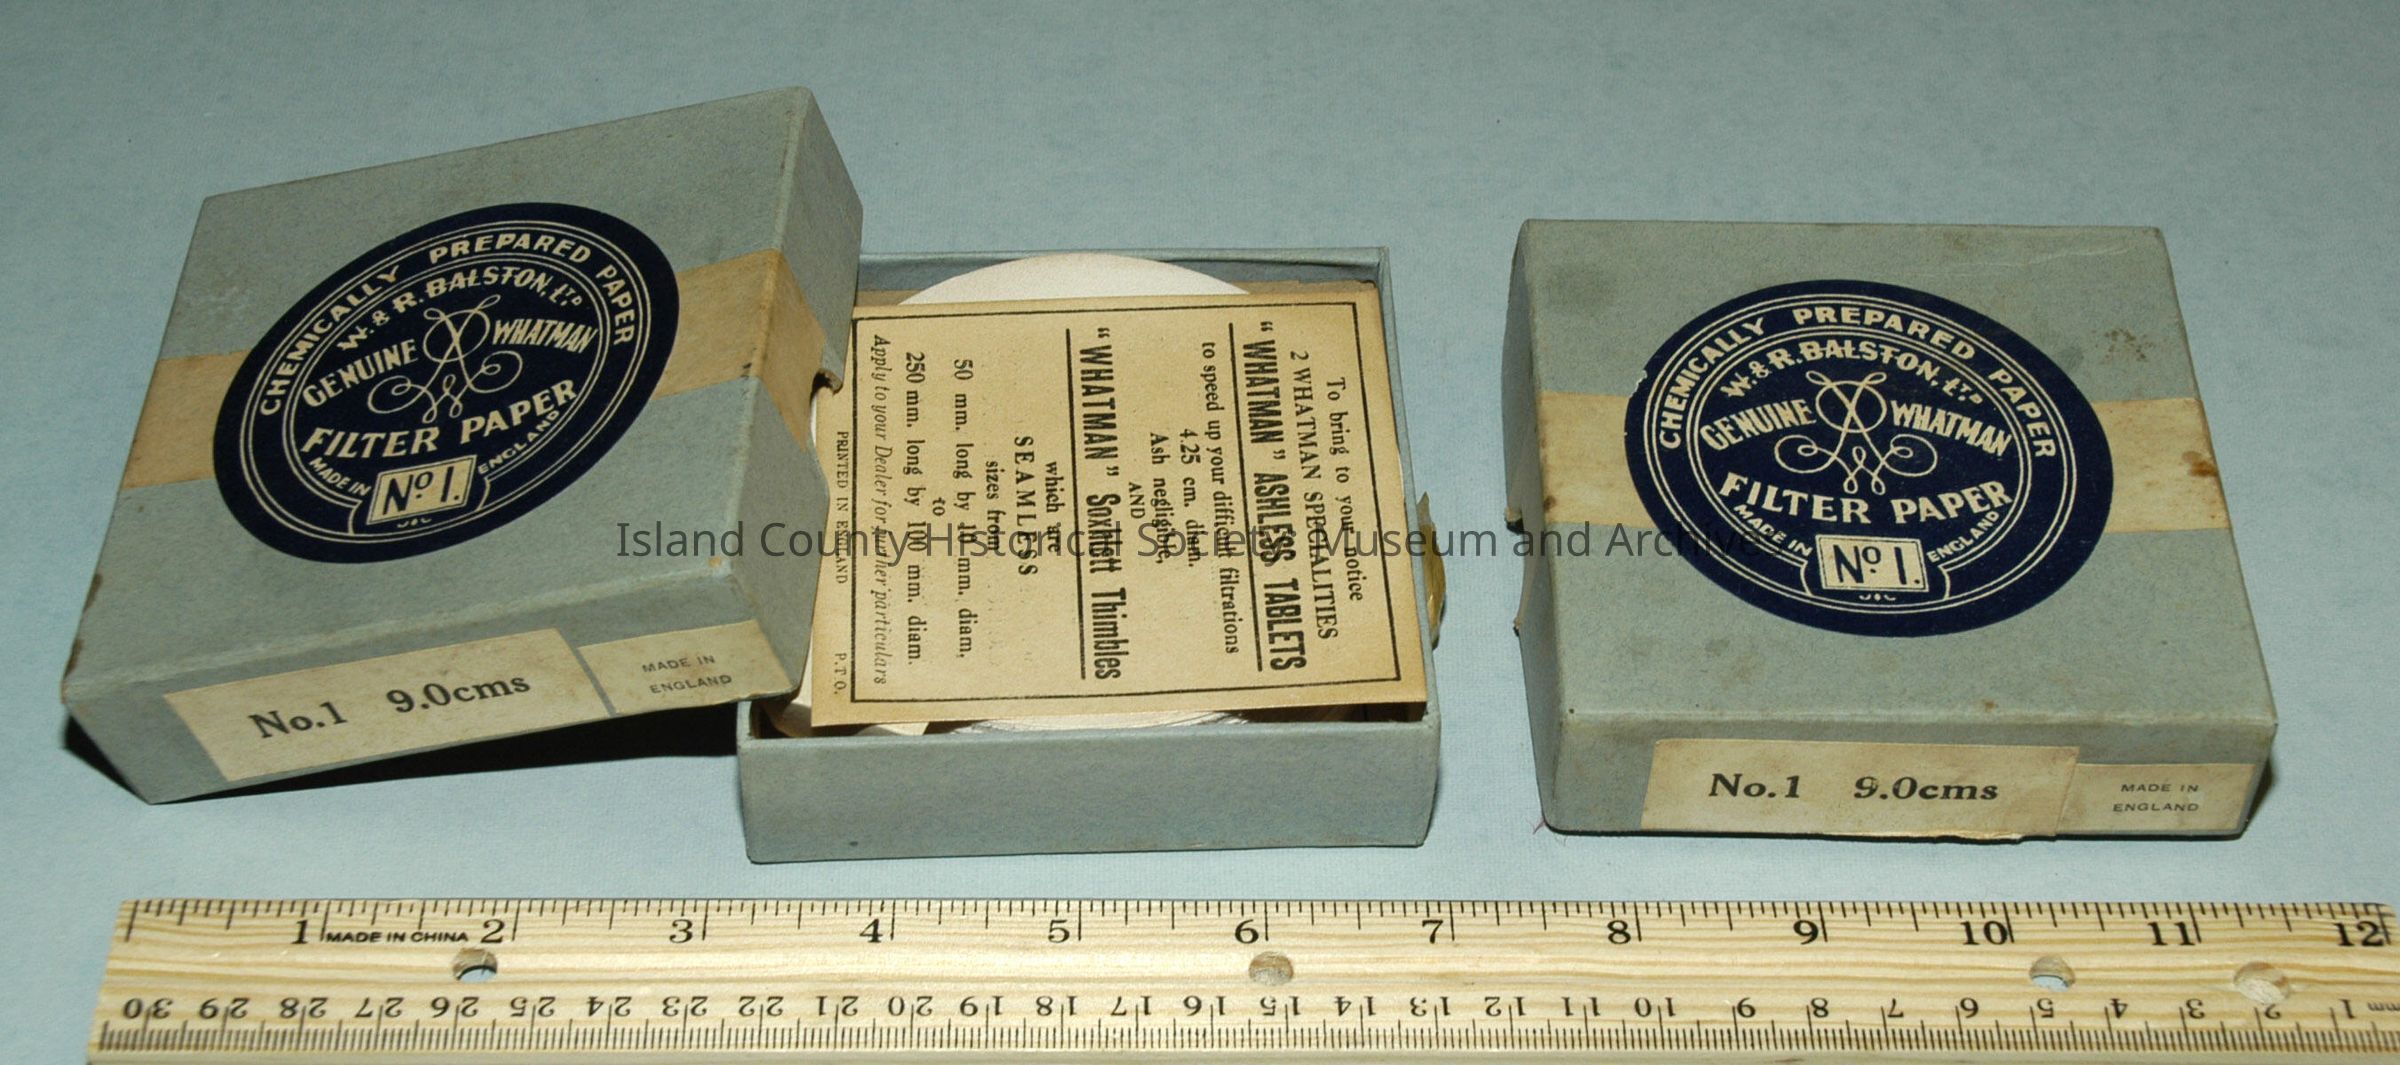 CHEMICALLY PREPARED PAPER
W. & R. BALSTON, LTD
GENUINE WHATMAN
FILTER PAPER
MADE IN ENGLAND
No 1.
No.1 9.0cms
MADE IN
ENGLAND
To bring to your notice
2 WHATMAN SPECIALITIES
"WHATMAN" ASHLESS TABLETS
to speed up your difficult filtrations
4.25 cm. diam.
Ash negligible,
AND
"WHATMAN" Soxhlett Thimbles
which are
SEAMLESS
sizes from
50 mm. long by 10 mm. diam,
to
250 mm. long by 100 mm. diam.
Apply to your Dealer for further particulars
PRINTED IN ENGLAND P.T.O.
CHEMICALLY PREPARED PAPER
W. & R. BALSTON, LTD
GENUINE WHATMAN
FILTER PAPER
MADE IN ENGLAND
No 1.
No.1 9.0cms
MADE IN
ENGLAND
Island County Historical Society Museum and Archives
1 MADE IN CHINA 2 3 4 5 6 7 8 9 10 11 12
30 29 28 27 26 25 24 23 22 21 20 19 18 17 16 15 14 13 12 11 10 9 8 7 6 5 4 3 2 1 mm